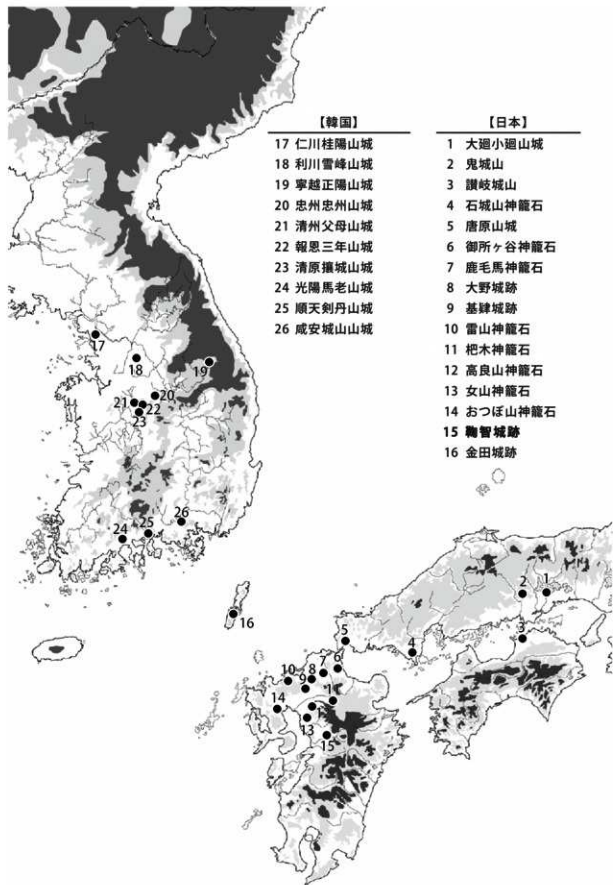 【韓国】
17 仁川桂陽山城
18 利川雪峰山城
19 寧越正陽山城
20 忠州忠州山城
21 清州父母山城
22 報恩三年山城
23 清原攘城山山城
24 光陽馬老山城
25 順天剣丹山城
26 咸安城山山城
【日本】
1 大廻小廻山城
2 鬼城山
3 讃岐城山
4 石城山神籠石
5 唐原山城
6 御所ヶ谷神籠石
7 鹿毛馬神籠石
8 大野城跡
9 基肄城跡
10 雷山神籠石
11 杷木神籠石
12 高良山神籠石
13 女山神籠石
14 おつぼ山神籠石
15 鞠智城跡
16 金田城跡
17
18
19
20
21
22
23
26
25
24
16
2
1
3
5
4
6
7
8
10
9
14
1
1
13
15